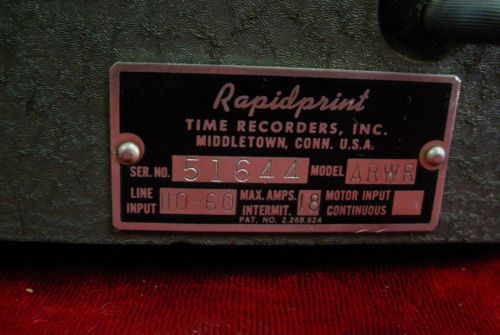 Rapidprint
TIME RECORDERS, INC.
MIDDLETOWN, CONN. U.S.A.
SER. NO. 51644 MODEL ARWR
LINE INPUT 110-60 MAX. AMPS. INTERMIT. 18 MOTOR INPUT CONTINUOUS
PAT. NO. 2.268.924